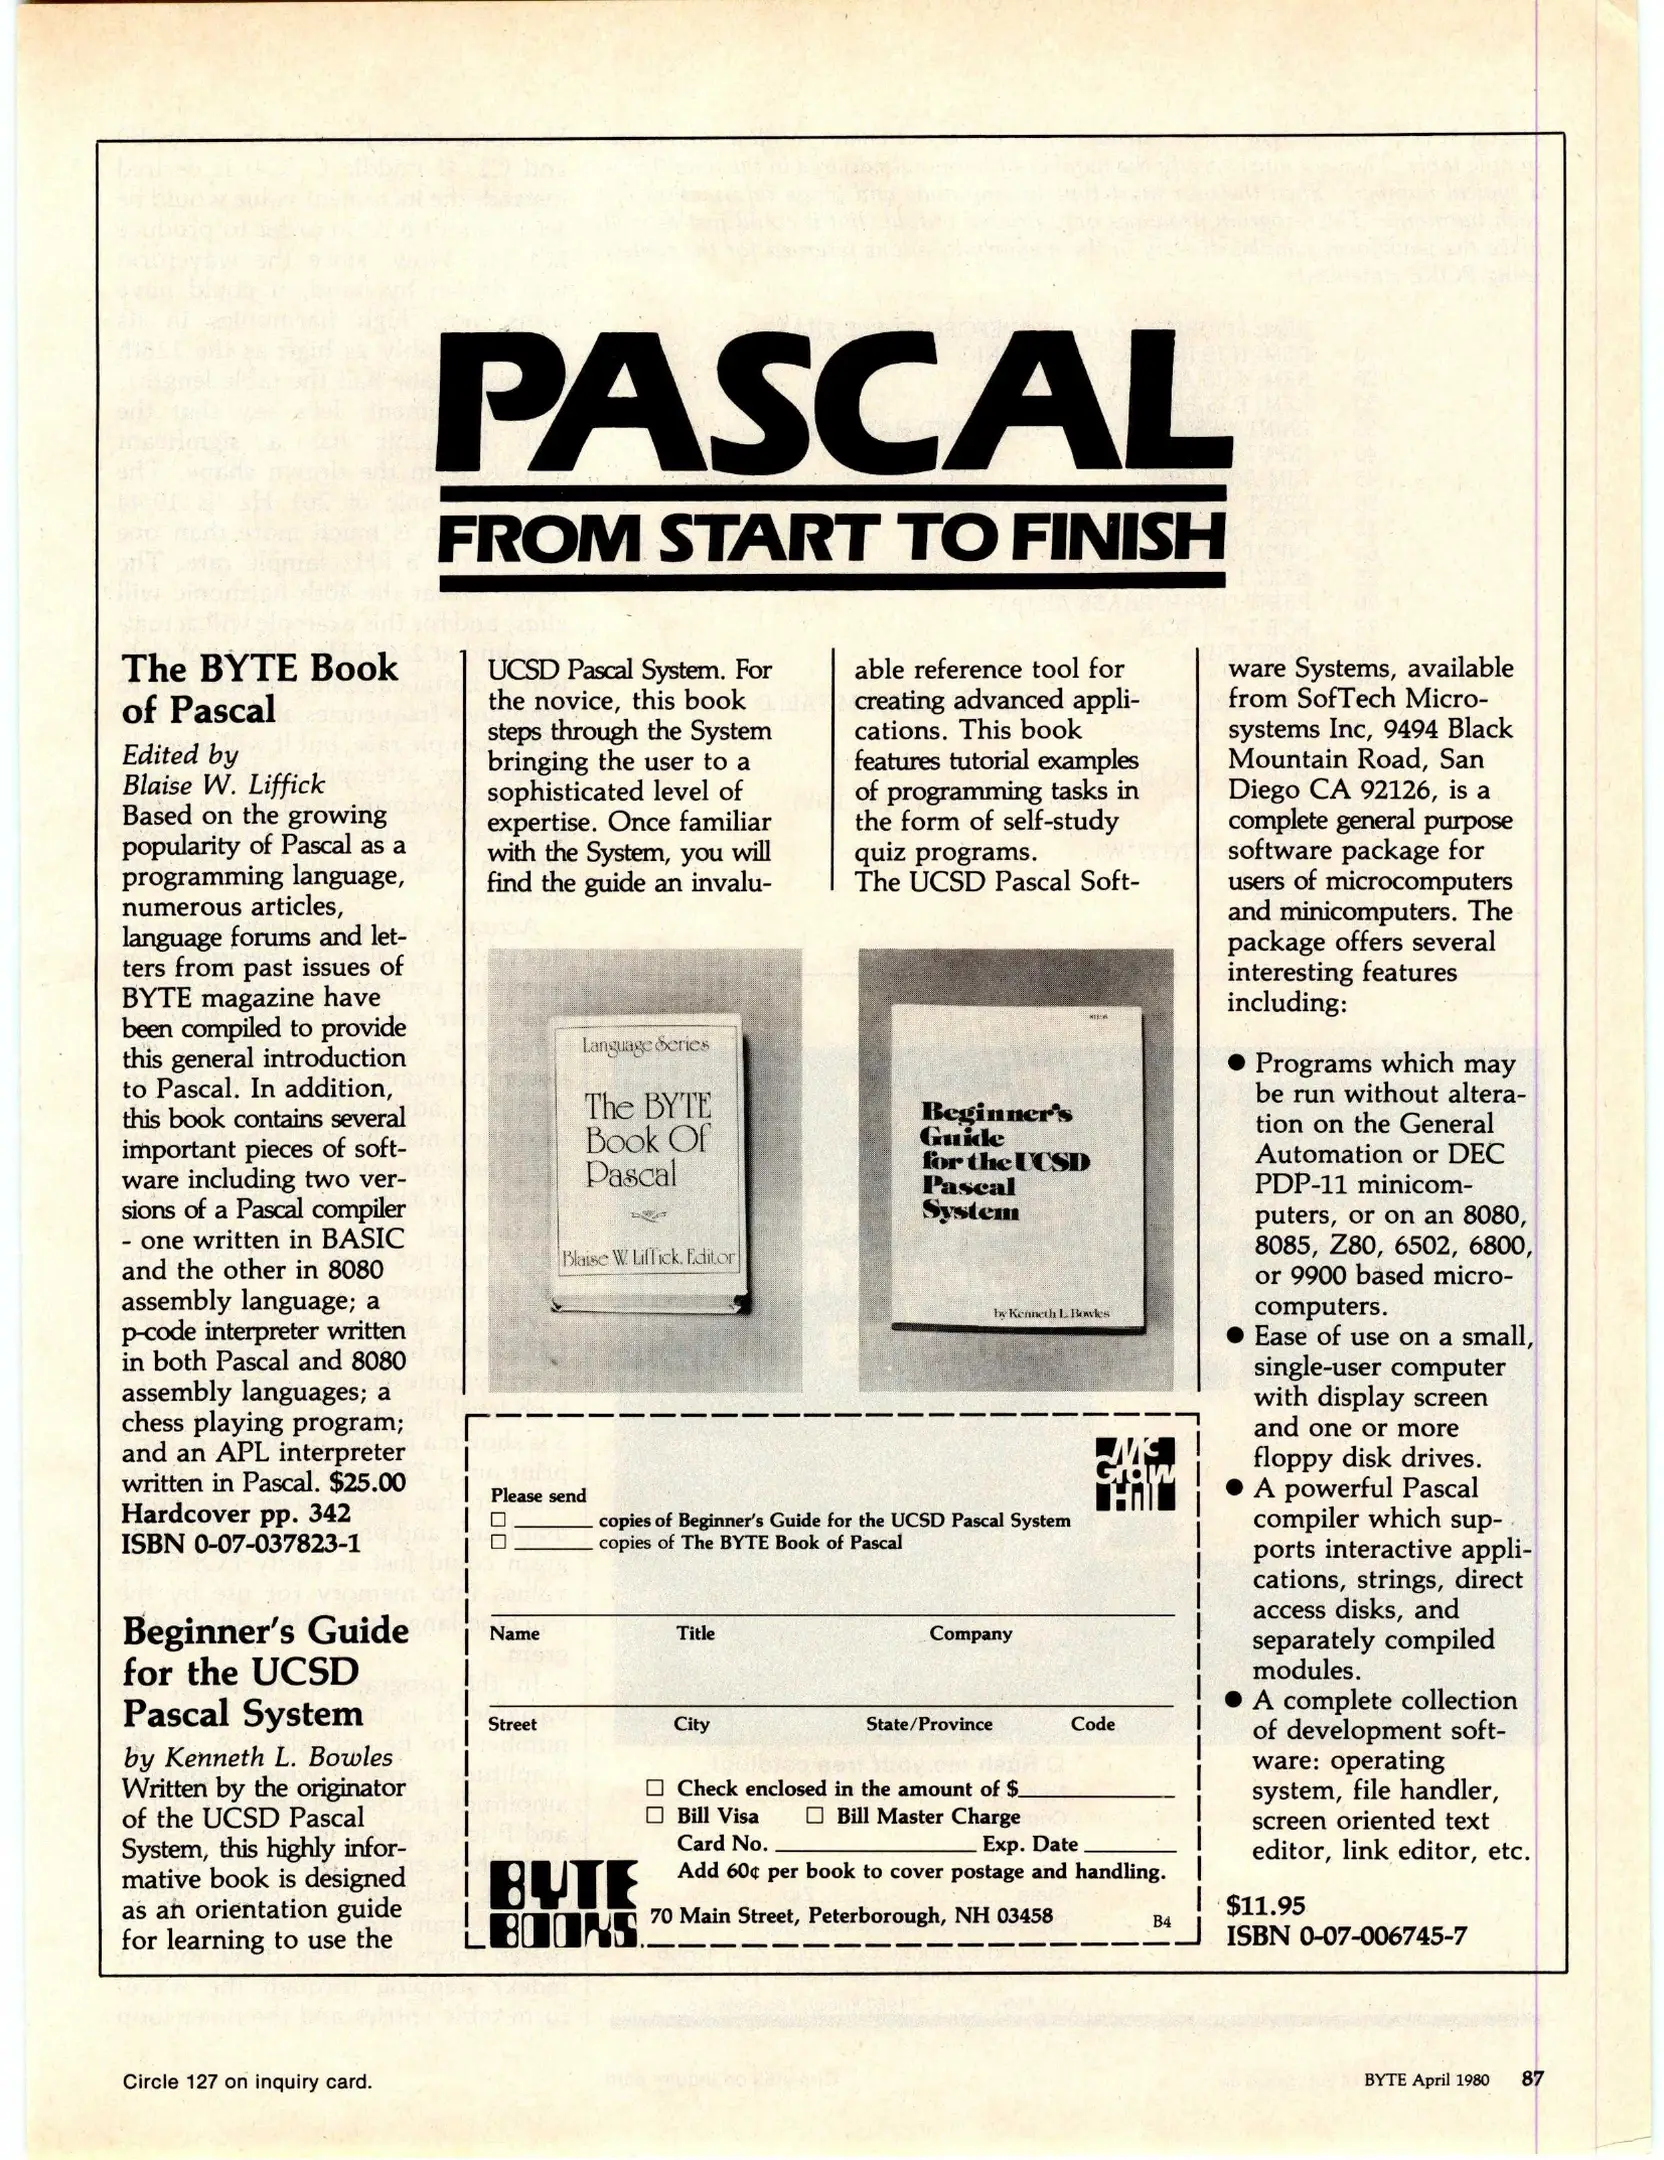 PASCAL
FROM START TO FINISH
The BYTE Book
of Pascal
Edited by
Blaise W. Liffick
Based on the growing
popularity of Pascal as a
programming language,
numerous articles,
language forums and let-
ters from past issues of
BYTE magazine have
been compiled to provide
this general introduction
to Pascal. In addition,
this book contains several
important pieces of soft-
ware including two ver-
sions of a Pascal compiler
- one written in BASIC
and the other in 8080
assembly language; a
p-code interpreter written
in both Pascal and 8080
assembly languages; a
chess playing program;
and an APL interpreter
written in Pascal. $25.00
Hardcover pp. 342
ISBN 0-07-037823-1
Beginner's Guide
for the UCSD
Pascal System
by Kenneth L. Bowles
Written by the originator
of the UCSD Pascal
System, this highly infor-
mative book is designed
as an orientation guide
for learning to use the
UCSD Pascal System. For
the novice, this book
steps through the System
bringing the user to a
sophisticated level of
expertise. Once familiar
with the System, you will
find the guide an invalu-
able reference tool for
creating advanced appli-
cations. This book
features tutorial examples
of programming tasks in
the form of self-study
quiz programs.
The UCSD Pascal Soft-
ware Systems, available
from SofTech Micro-
systems Inc, 9494 Black
Mountain Road, San
Diego CA 92126, is a
complete general purpose
software package for
users of microcomputers
and minicomputers. The
package offers several
interesting features
including:
● Programs which may
be run without altera-
tion on the General
Automation or DEC
PDP-11 minicom-
puters, or on an 8080,
8085, Z80, 6502, 6800,
or 9900 based micro-
computers.
● Ease of use on a small,
single-user computer
with display screen
and one or more
floppy disk drives.
● A powerful Pascal
compiler which sup-
ports interactive appli-
cations, strings, direct
access disks, and
separately compiled
modules.
● A complete collection
of development soft-
ware: operating
system, file handler,
screen oriented text
editor, link editor, etc.
$11.95
ISBN 0-07-006745-7
Language Series
The BYTE
Book Of
Pascal
Blaise W. Liffick, Editor
Beginner's
Guide
for the UCSD
Pascal
System
by Kenneth L. Bowles
Mc
Graw
Hill
Please send
☐ ________ copies of Beginner's Guide for the UCSD Pascal System
☐ ________ copies of The BYTE Book of Pascal
Name Title Company
Street City State/Province Code
☐ Check enclosed in the amount of $____________
☐ Bill Visa ☐ Bill Master Charge
Card No. ____________ Exp. Date ________
Add 60¢ per book to cover postage and handling.
BYTE
BOOKS
70 Main Street, Peterborough, NH 03458 B4
Circle 127 on inquiry card.
BYTE April 1980 87